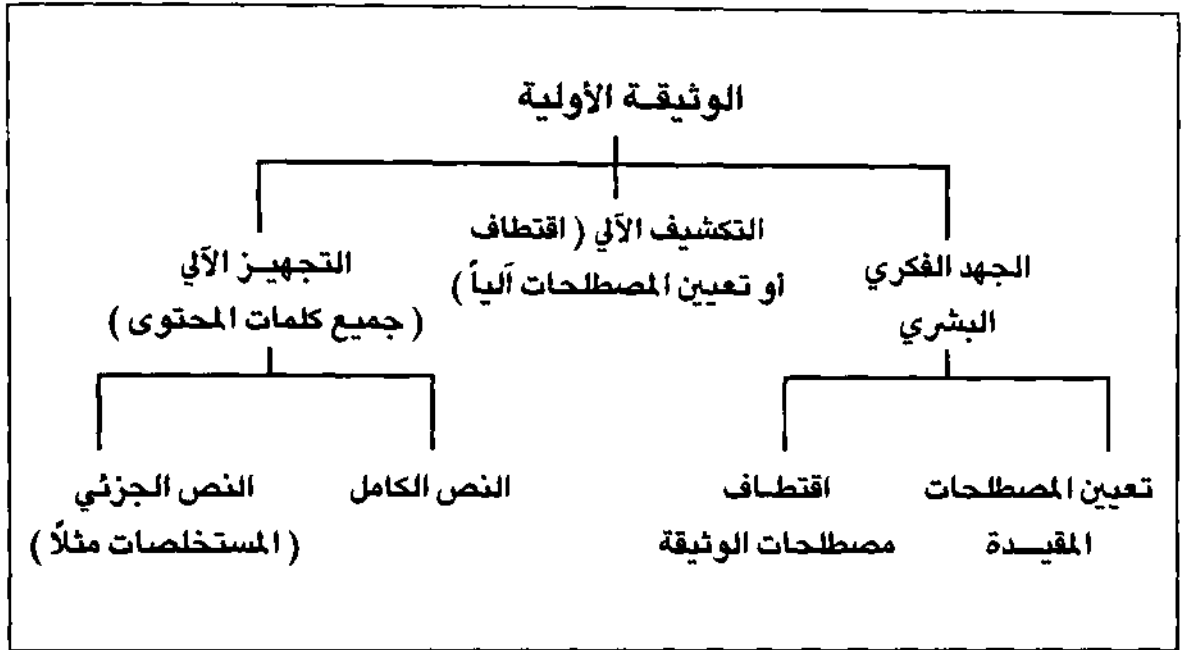 الوثيقة الأولية
الجهد الفكري
البشري
التكشيف الآلي ( اقتطاف
أو تعيين المصطلحات آلياً )
التجهيز الآلي
( جميع كلمات المحتوى )
تعيين المصطلحات
المقيدة
اقتطاف
مصطلحات الوثيقة
النص الكامل
النص الجزئي
( المستخلصات مثلاً )